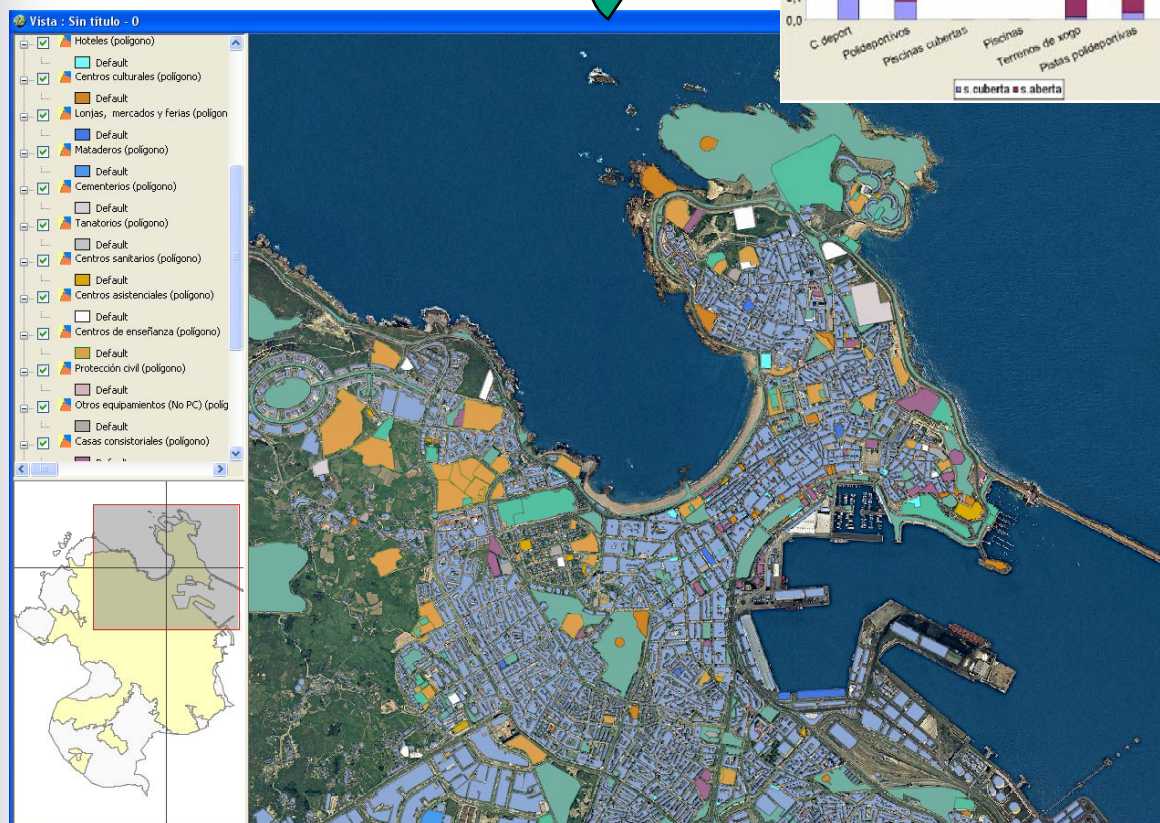 Vista : Sin título - 0
Hoteles (polígono)
Default
Centros culturales (polígono)
Default
Lonjas, mercados y ferias (polígon
Default
Mataderos (polígono)
Default
Cementerios (polígono)
Default
Tanatorios (polígono)
Default
Centros sanitarios (polígono)
Default
Centros asistenciales (polígono)
Default
Centros de enseñanza (polígono)
Default
Protección civil (polígono)
Default
Otros equipamientos (No PC) (políg
Default
Casas consistoriales (polígono)
0,0
C. deport
Polideportivos
Piscinas cubertas
Piscinas
Terrenos de xogo
Pistas polideportivas
s.cuberta s.aberta